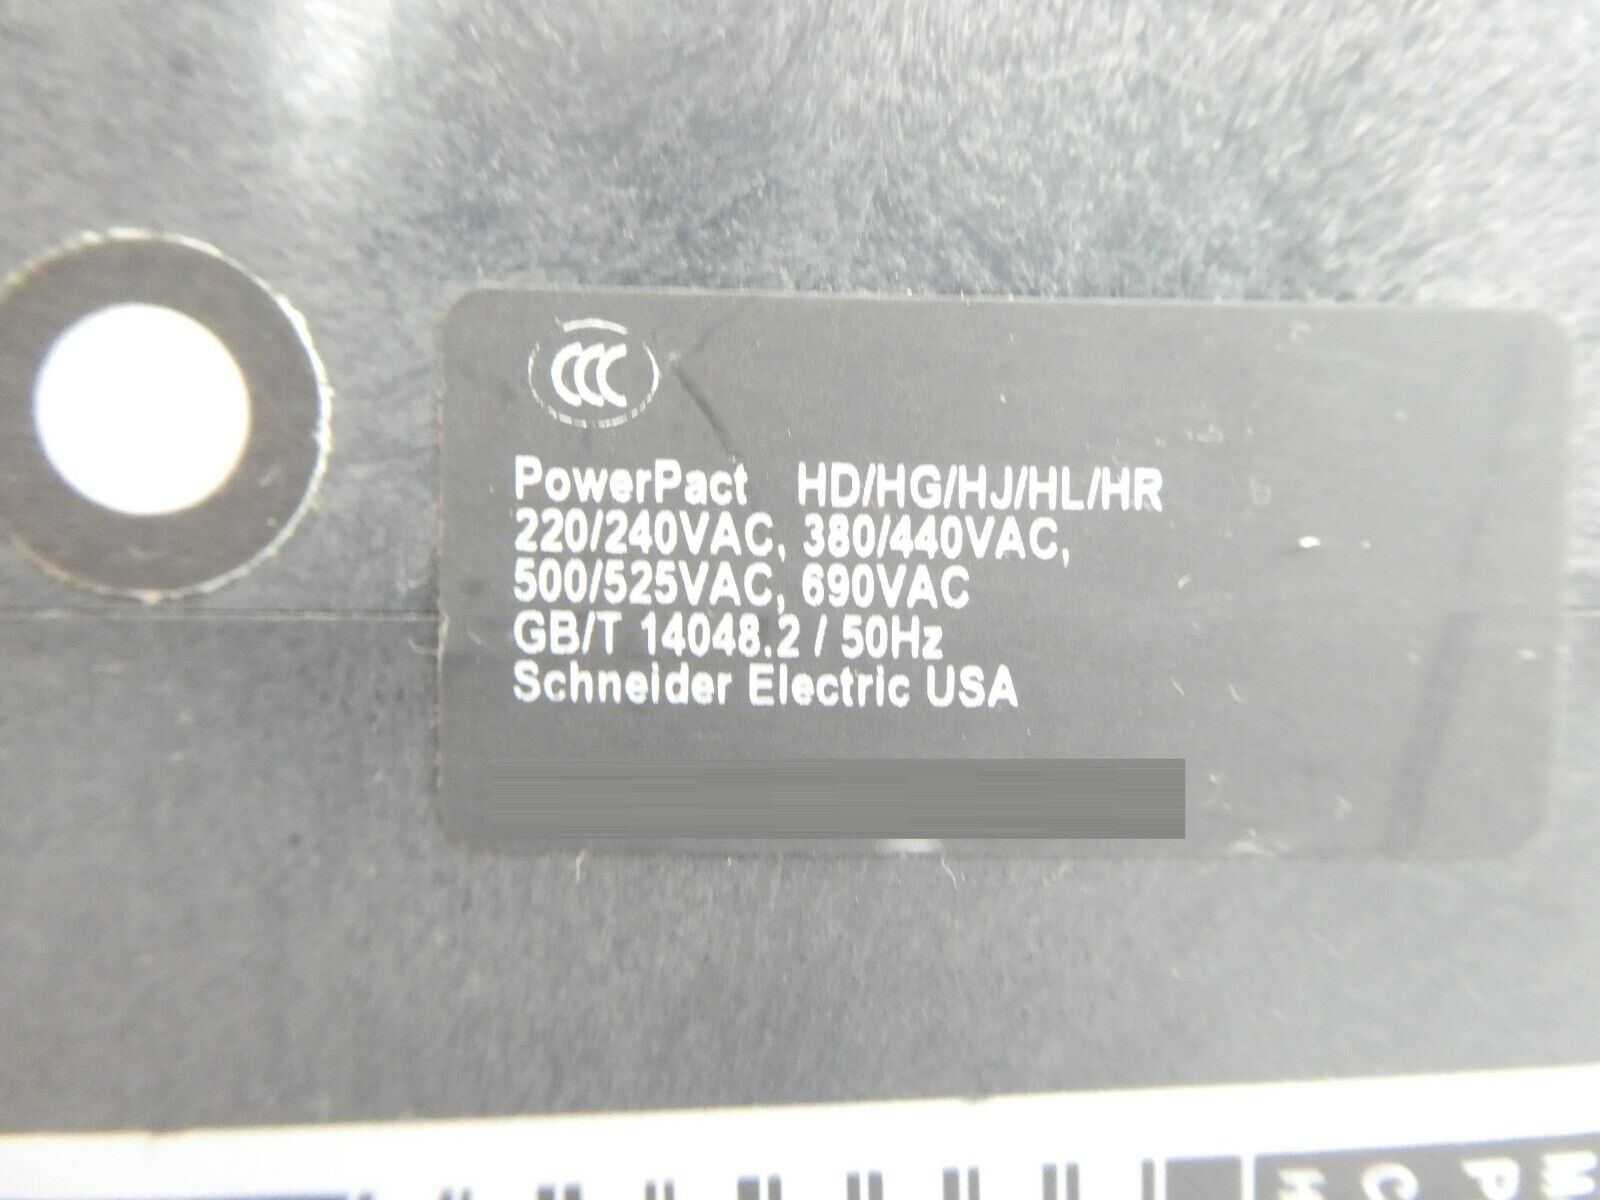 CCC
PowerPact HD/HG/HJ/HL/HR
220/240VAC, 380/440VAC,
500/525VAC, 690VAC
GB/T 14048.2 / 50Hz
Schneider Electric USA